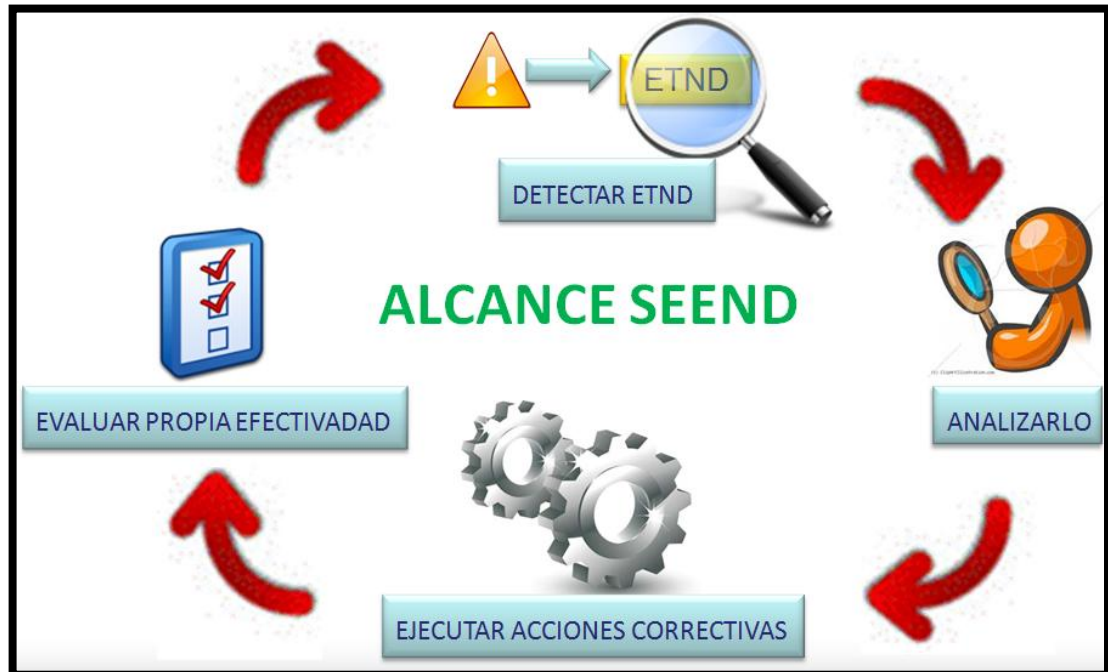 ETND
DETECTAR ETND
ALCANCE SEEND
EVALUAR PROPIA EFECTIVADAD
ANALIZARLO
EJECUTAR ACCIONES CORRECTIVAS